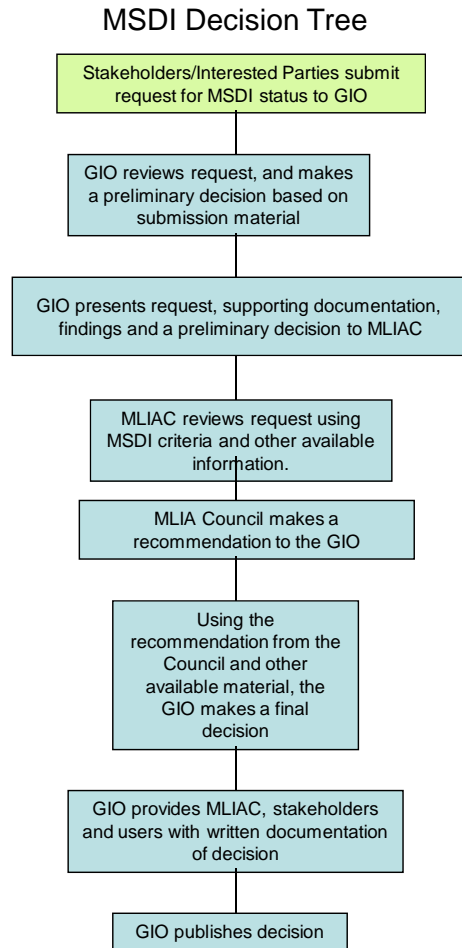 MSDI Decision Tree
Stakeholders/Interested Parties submit
request for MSDI status to GIO
GIO reviews request, and makes
a preliminary decision based on
submission material
GIO presents request, supporting documentation,
findings and a preliminary decision to MLIAC
MLIAC reviews request using
MSDI criteria and other available
information.
MLIA Council makes a
recommendation to the GIO
Using the
recommendation from the
Council and other
available material, the
GIO makes a final
decision
GIO provides MLIAC, stakeholders
and users with written documentation
of decision
GIO publishes decision